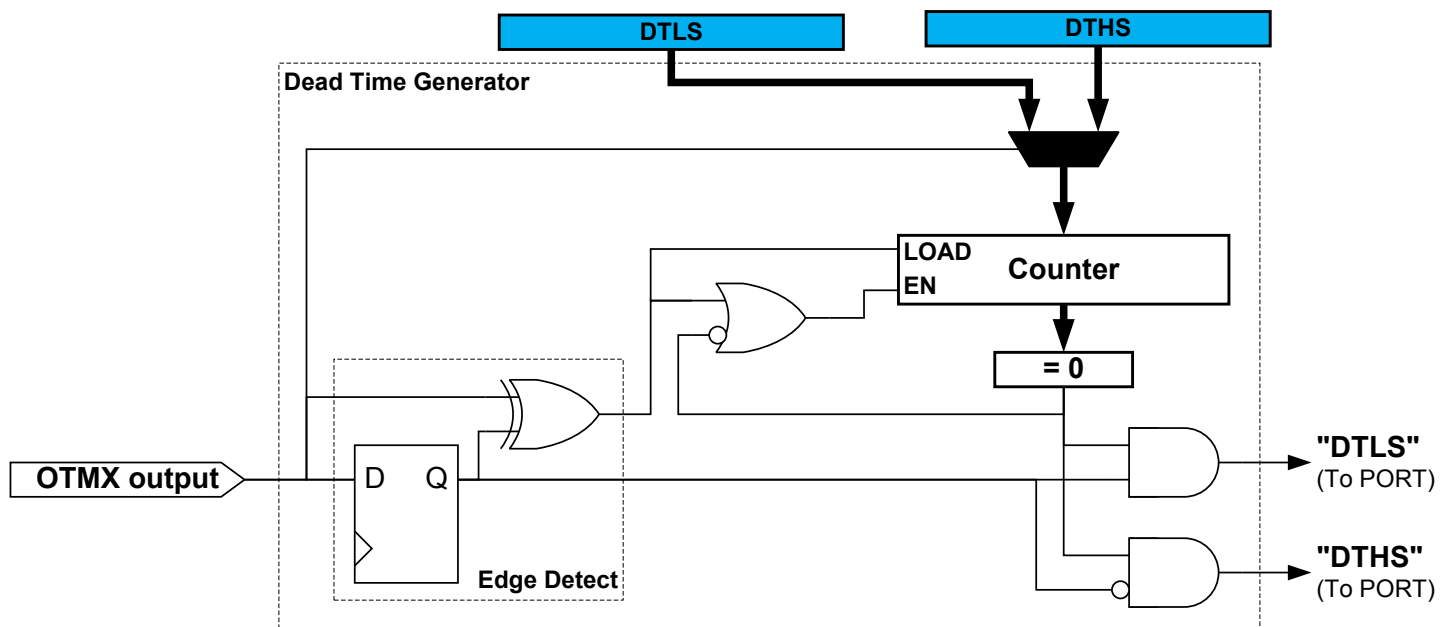 DTLS
DTHS
Dead Time Generator
LOAD
Counter
EN
= 0
OTMX output
D
Q
Edge Detect
"DTLS"
(To PORT)
"DTHS"
(To PORT)